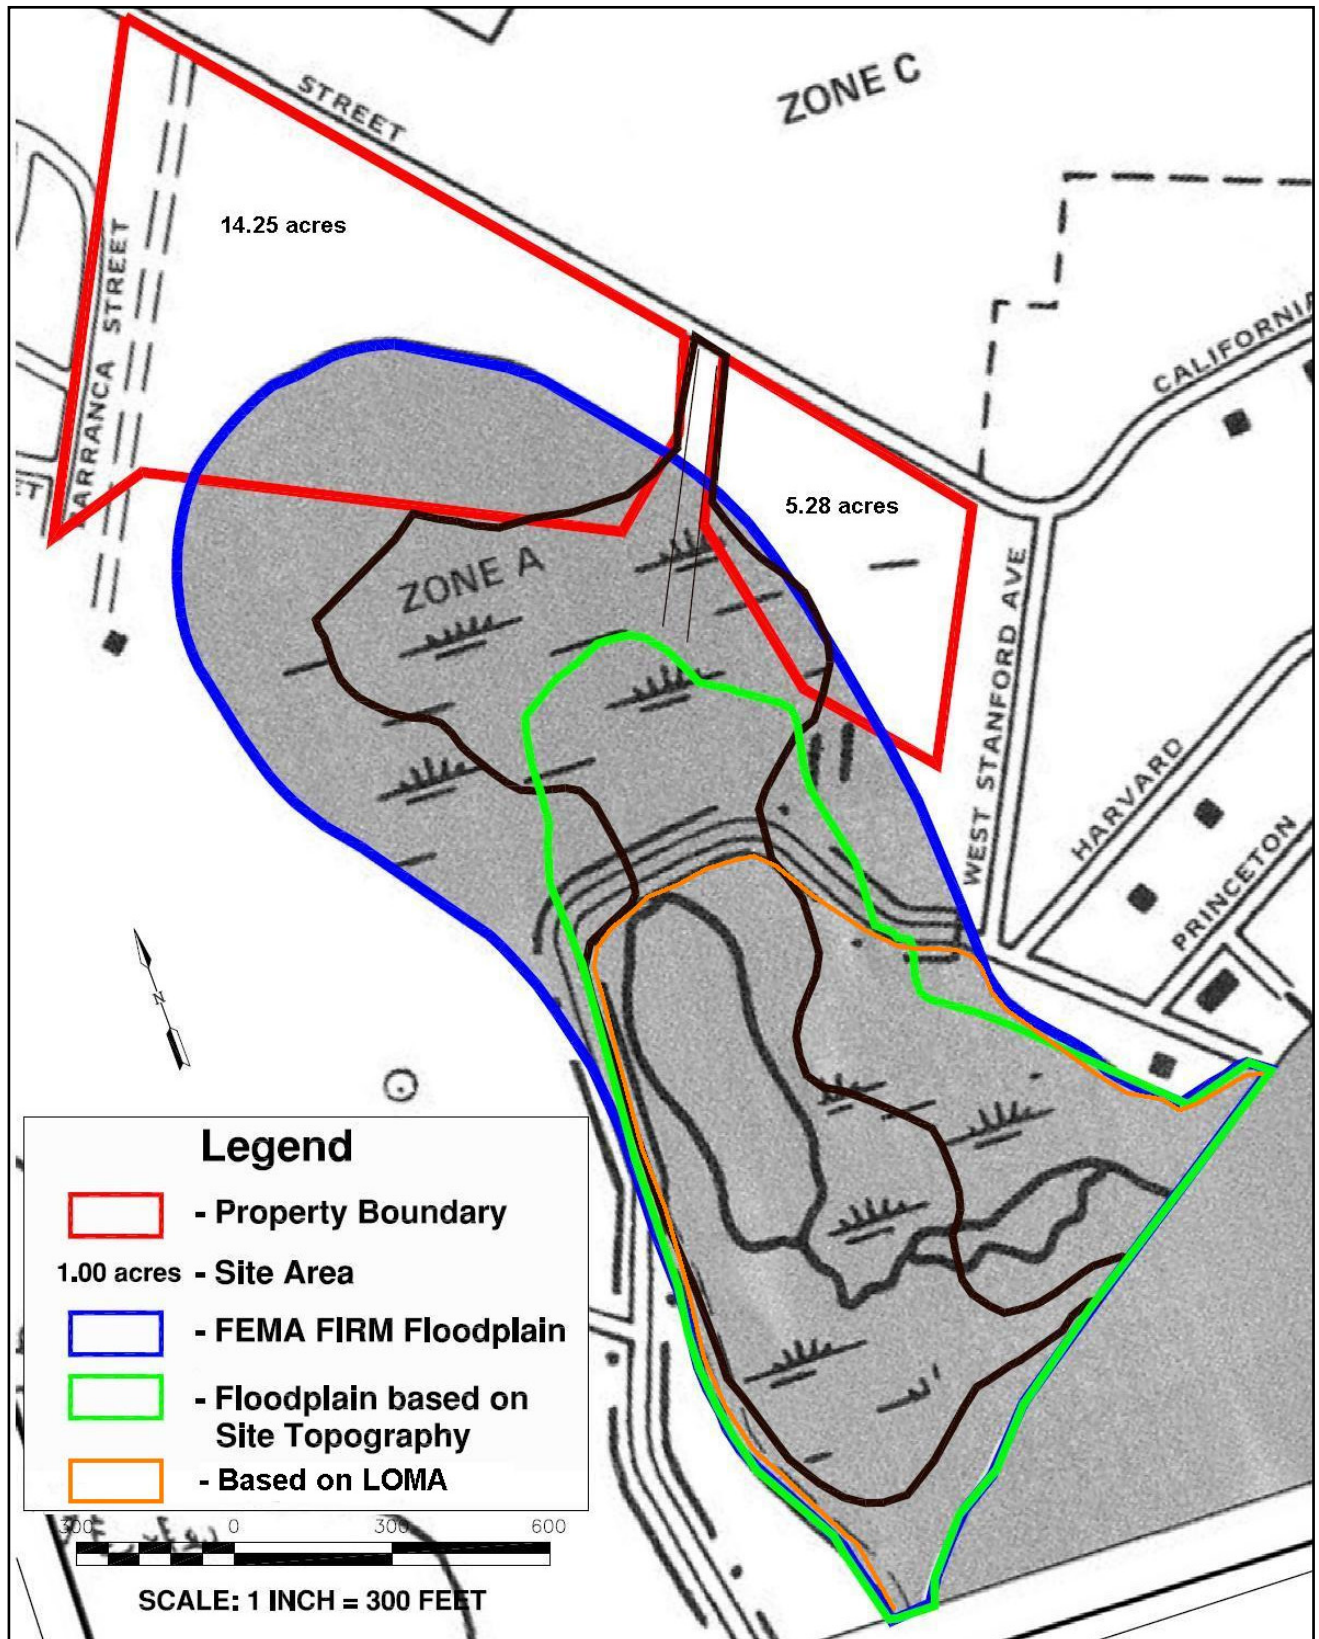 ZONE C
STREET
14.25 acres
ARRANCA STREET
CALIFORNIA
5.28 acres
ZONE A
WEST STANFORD AVE
HARVARD
PRINCETON
N
Legend
- Property Boundary
1.00 acres - Site Area
- FEMA FIRM Floodplain
- Floodplain based on
Site Topography
- Based on LOMA
300 0 300 600
SCALE: 1 INCH = 300 FEET